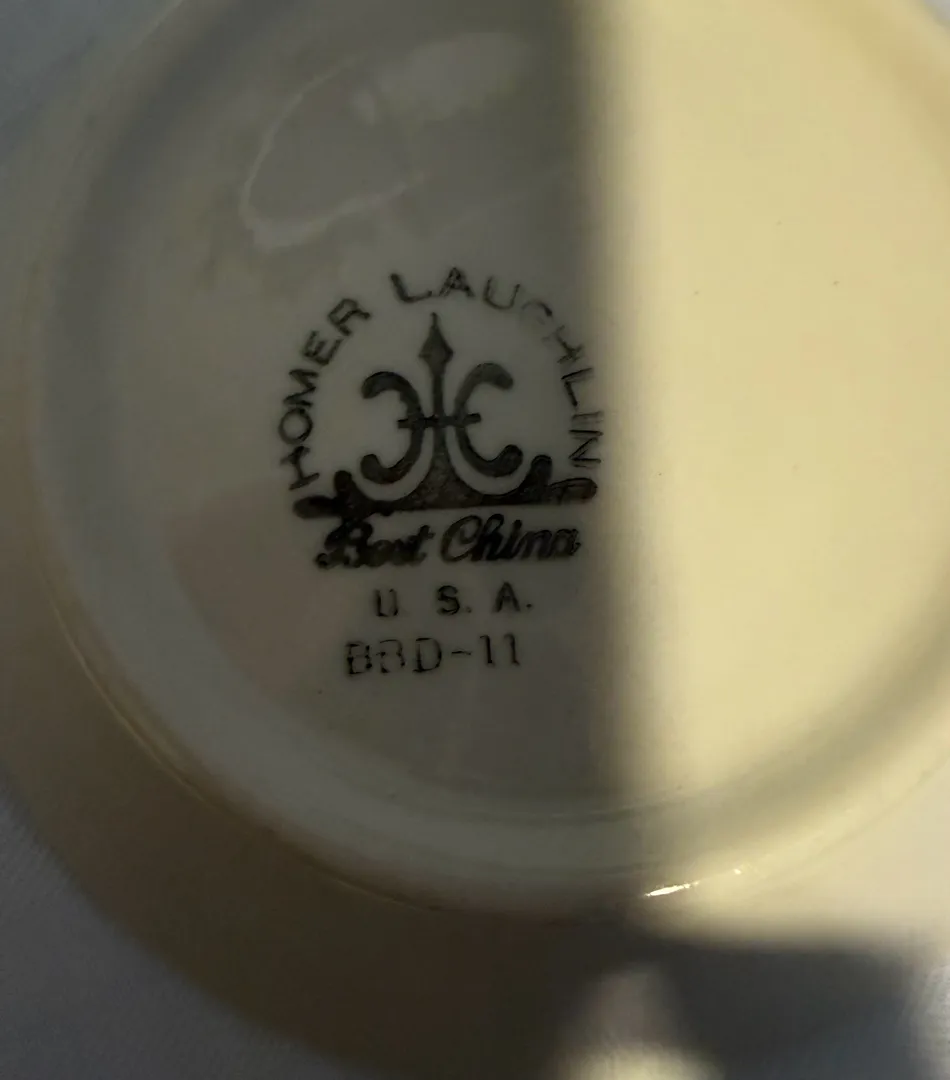 HOMER LAUGHLIN
Best China
U. S. A.
BBD-11